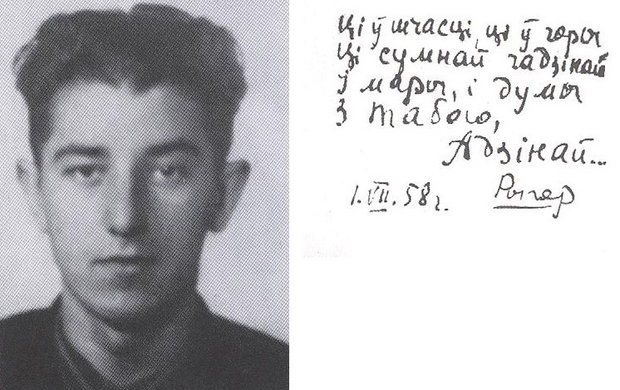 Ці ў шчасці, ці ў горы
Ці сумнай гадзінай
І мары, і думы
З табою,
Адзінай...
1.VII.58 г. Рыгор